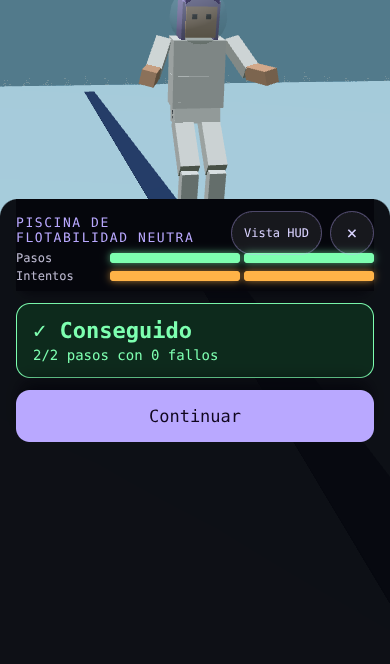 PISCINA DE
FLOTABILIDAD NEUTRA
Vista HUD
×
Pasos
Intentos
✓ Conseguido
2/2 pasos con 0 fallos
Continuar